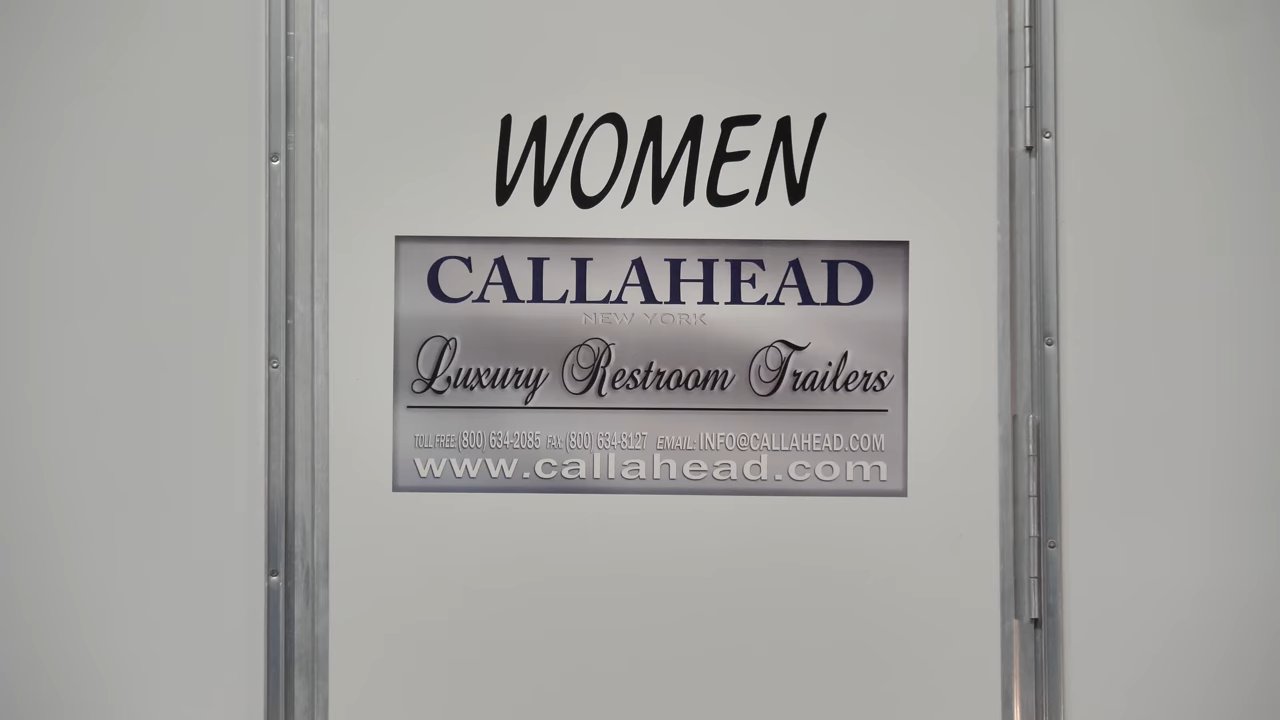 WOMEN
CALLAHEAD
NEW YORK
Luxury Restroom Trailers
TOLL FREE: (800) 634-2085 FAX: (800) 634-8127 EMAIL: INFO@CALLAHEAD.COM
www.callahead.com